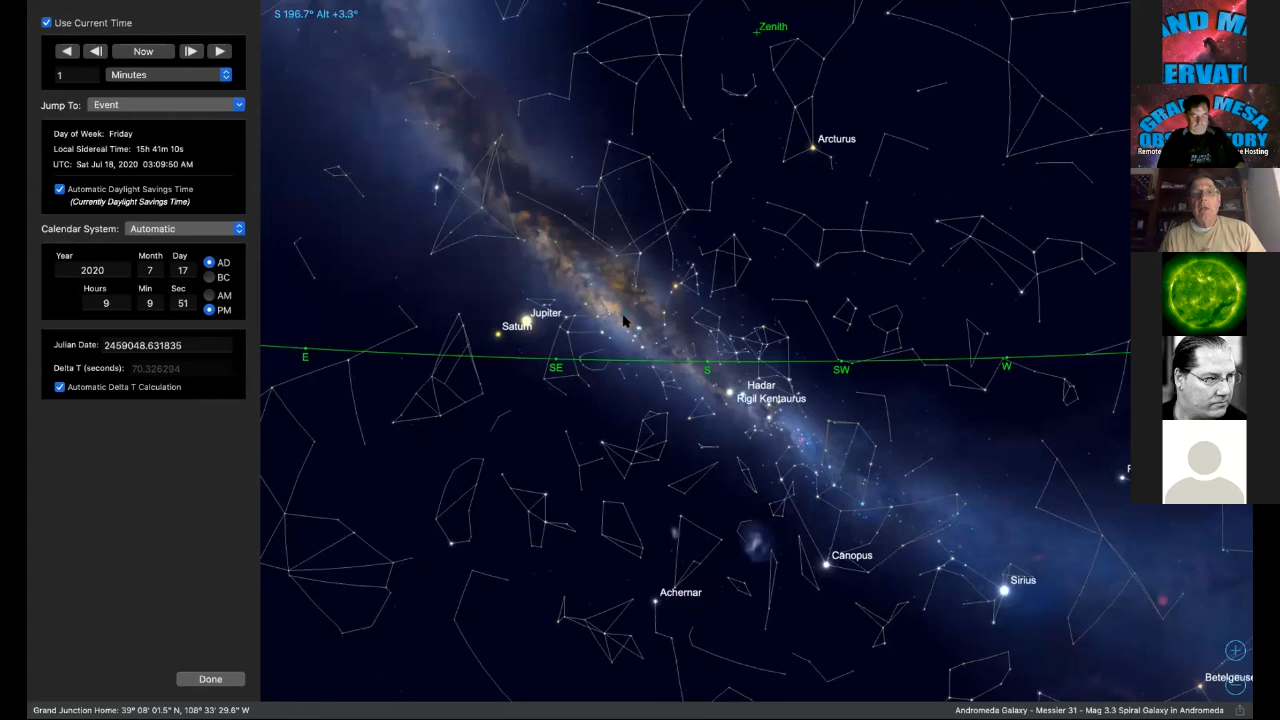 Use Current Time
Now
1 Minutes
Jump To: Event
Day of Week: Friday
Local Sidereal Time: 15h 41m 10s
UTC: Sat Jul 18, 2020 03:09:50 AM
Automatic Daylight Savings Time
(Currently Daylight Savings Time)
Calendar System: Automatic
Year Month Day
2020 7 17
AD
BC
Hours Min Sec
9 9 51
AM
PM
Julian Date: 2459048.631835
Delta T (seconds): 70.326294
Automatic Delta T Calculation
Done
Grand Junction Home: 39º 08' 01.5" N, 108º 33' 29.6" W
S 196.7° Alt +3.3°
Zenith
Arcturus
Jupiter
Saturn
E
SE
S
SW
W
Hadar
Rigil Kentaurus
Canopus
Achernar
Sirius
Betelgeuse
Andromeda Galaxy - Messier 31 - Mag 3.3 Spiral Galaxy in Andromeda
AND M
ERVAT
GRAND MESA
OBSERVATORY
Hosting